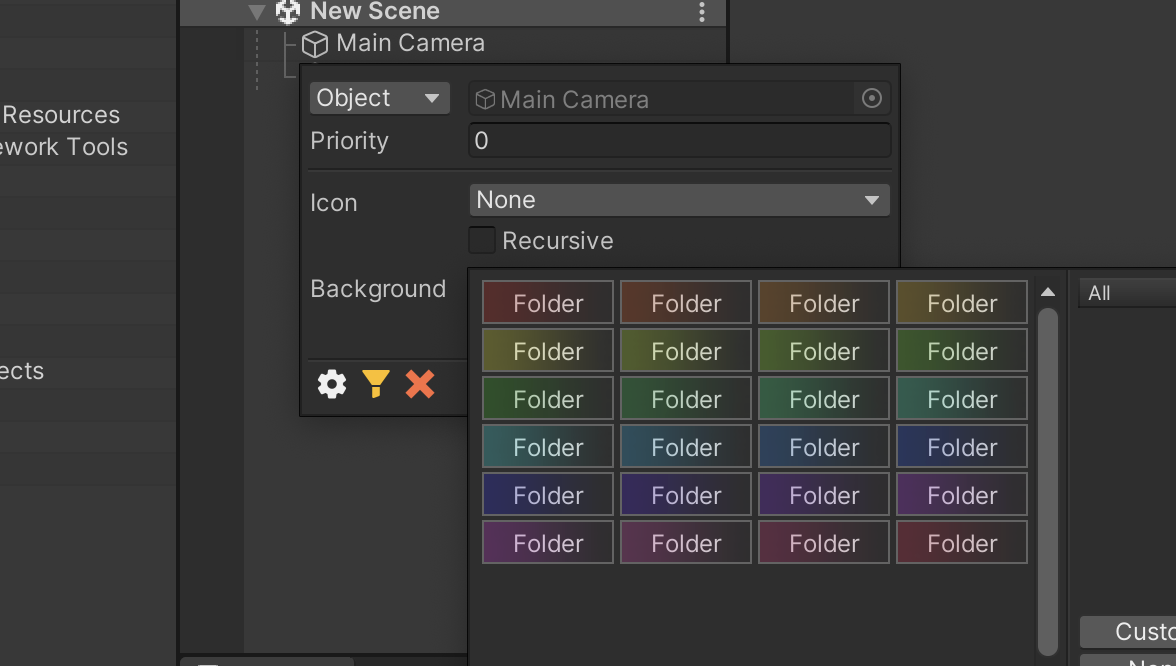 New Scene
Main Camera
Resources
ework Tools
ects
Object
Main Camera
Priority
0
Icon
None
Recursive
Background
Folder Folder Folder Folder
Folder Folder Folder Folder
Folder Folder Folder Folder
Folder Folder Folder Folder
Folder Folder Folder Folder
Folder Folder Folder Folder
All
Custo